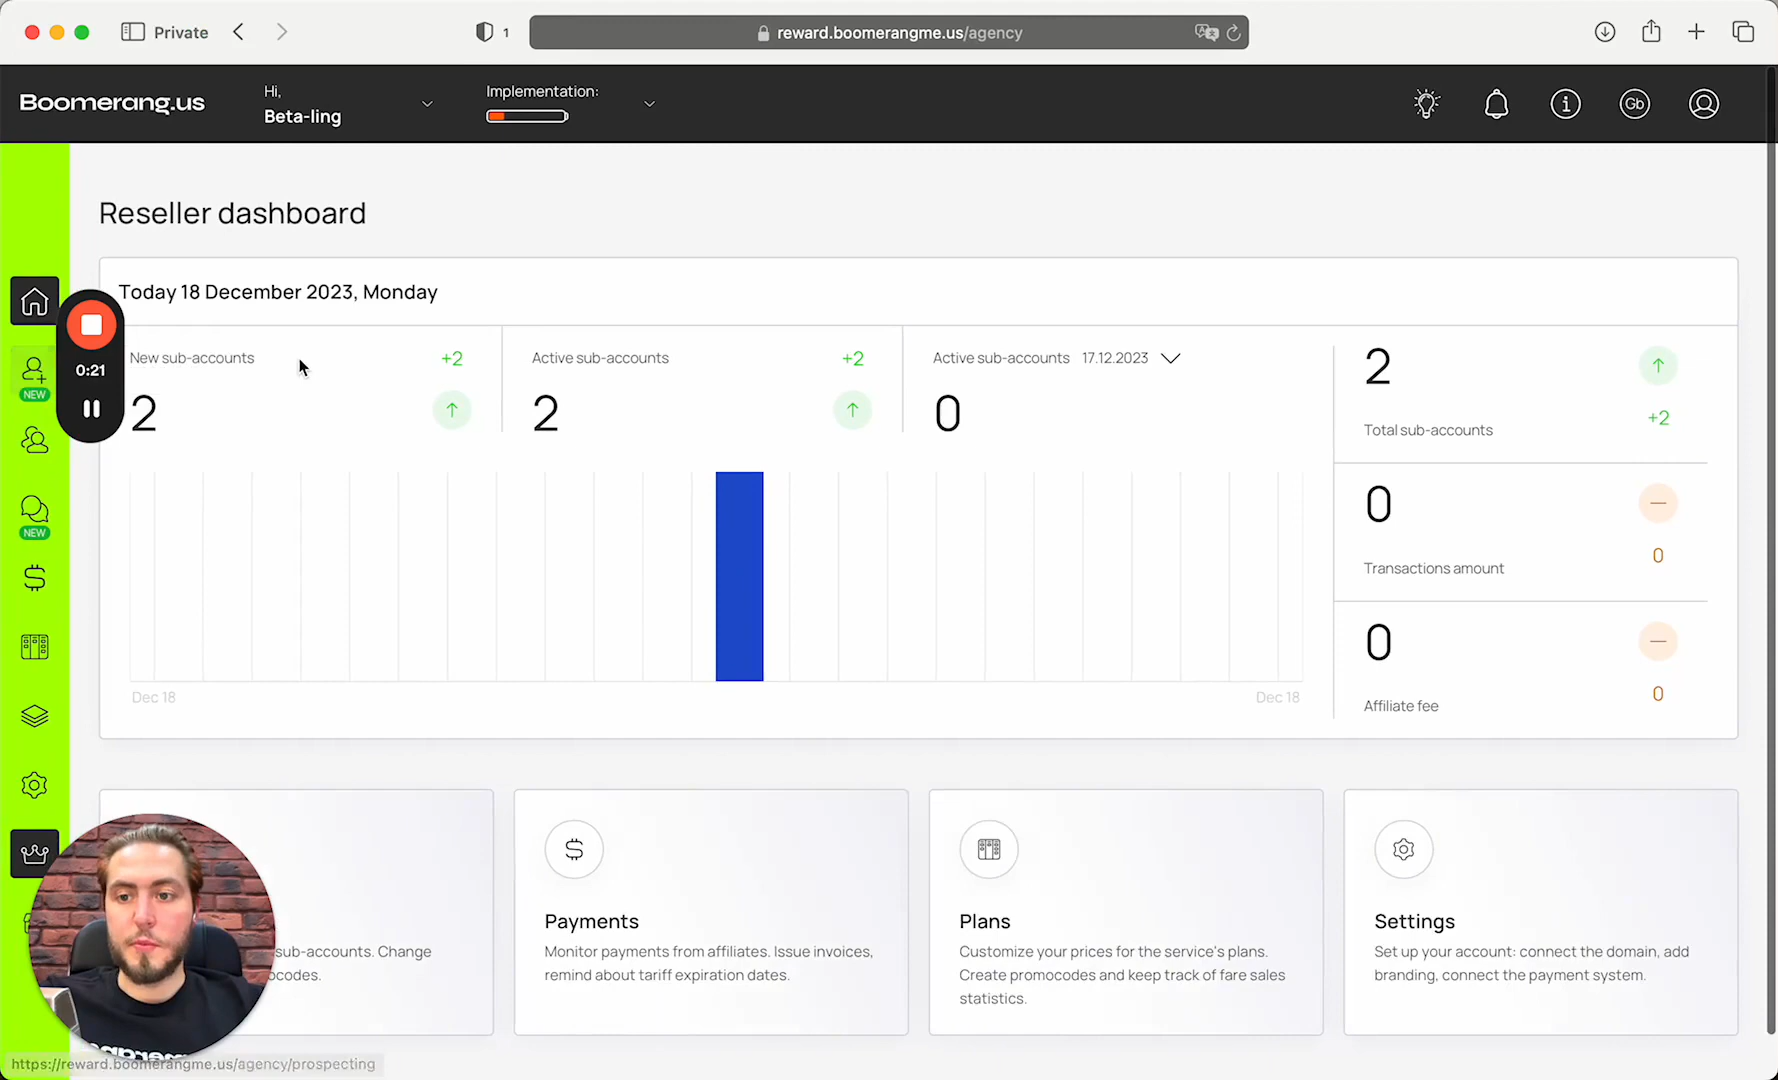 Private
1
reward.boomerangme.us/agency
Boomerang.us
Hi,
Beta-ling
Implementation:
Gb
Reseller dashboard
Today 18 December 2023, Monday
NEW
0:21
New sub-accounts
+2
2
Active sub-accounts
+2
2
Active sub-accounts 17.12.2023
0
2
+2
Total sub-accounts
0
0
Transactions amount
0
0
Affiliate fee
NEW
Dec 18
Dec 18
sub-accounts. Change
ocodes.
Payments
Monitor payments from affiliates. Issue invoices,
remind about tariff expiration dates.
Plans
Customize your prices for the service's plans.
Create promocodes and keep track of fare sales
statistics.
Settings
Set up your account: connect the domain, add
branding, connect the payment system.
https://reward.boomerangme.us/agency/prospecting